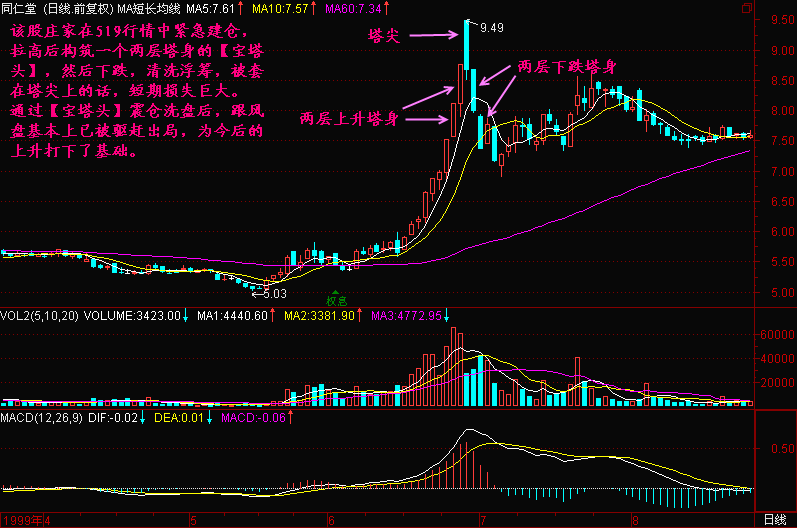 同仁堂 (日线.前复权) MA短长均线 MA5:7.61↑ MA10:7.57↑ MA60:7.34↑
该股庄家在519行情中紧急建仓，
拉高后构筑一个两层塔身的【宝塔
头】，然后下跌，清洗浮筹，被套
在塔尖上的话，短期损失巨大。
通过【宝塔头】震仓洗盘后，跟风
盘基本上已被驱赶出局，为今后的
上升打下了基础。
塔尖
9.49
两层下跌塔身
两层上升塔身
5.03
权息
9.50
9.00
8.50
8.00
7.50
7.00
6.50
6.00
5.50
5.00
VOL2(5,10,20) VOLUME:3423.00↓ MA1:4440.60↑ MA2:3381.90↑ MA3:4772.95↓
60000
40000
20000
MACD(12,26,9) DIF:-0.02↓ DEA:0.01↓ MACD:-0.06↑
0.50
1999年4 5 6 7 8 日线